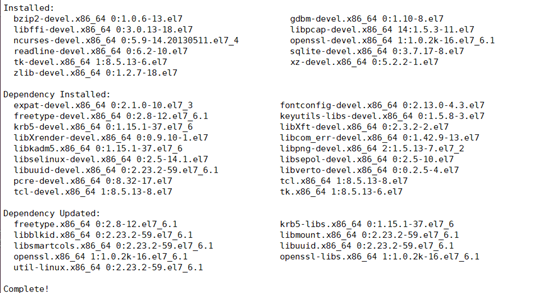 Installed:
bzip2-devel.x86_64 0:1.0.6-13.el7 gdbm-devel.x86_64 0:1.10-8.el7
libffi-devel.x86_64 0:3.0.13-18.el7 libpcap-devel.x86_64 14:1.5.3-11.el7
ncurses-devel.x86_64 0:5.9-14.20130511.el7_4 openssl-devel.x86_64 1:1.0.2k-16.el7_6.1
readline-devel.x86_64 0:6.2-10.el7 sqlite-devel.x86_64 0:3.7.17-8.el7
tk-devel.x86_64 1:8.5.13-6.el7 xz-devel.x86_64 0:5.2.2-1.el7
zlib-devel.x86_64 0:1.2.7-18.el7
Dependency Installed:
expat-devel.x86_64 0:2.1.0-10.el7_3 fontconfig-devel.x86_64 0:2.13.0-4.3.el7
freetype-devel.x86_64 0:2.8-12.el7_6.1 keyutils-libs-devel.x86_64 0:1.5.8-3.el7
krb5-devel.x86_64 0:1.15.1-37.el7_6 libXft-devel.x86_64 0:2.3.2-2.el7
libXrender-devel.x86_64 0:0.9.10-1.el7 libcom_err-devel.x86_64 0:1.42.9-13.el7
libkadm5.x86_64 0:1.15.1-37.el7_6 libpng-devel.x86_64 2:1.5.13-7.el7_2
libselinux-devel.x86_64 0:2.5-14.1.el7 libsepol-devel.x86_64 0:2.5-10.el7
libuuid-devel.x86_64 0:2.23.2-59.el7_6.1 libverto-devel.x86_64 0:0.2.5-4.el7
pcre-devel.x86_64 0:8.32-17.el7 tcl.x86_64 1:8.5.13-8.el7
tcl-devel.x86_64 1:8.5.13-8.el7 tk.x86_64 1:8.5.13-6.el7
Dependency Updated:
freetype.x86_64 0:2.8-12.el7_6.1 krb5-libs.x86_64 0:1.15.1-37.el7_6
libblkid.x86_64 0:2.23.2-59.el7_6.1 libmount.x86_64 0:2.23.2-59.el7_6.1
libsmartcols.x86_64 0:2.23.2-59.el7_6.1 libuuid.x86_64 0:2.23.2-59.el7_6.1
openssl.x86_64 1:1.0.2k-16.el7_6.1 openssl-libs.x86_64 1:1.0.2k-16.el7_6.1
util-linux.x86_64 0:2.23.2-59.el7_6.1
Complete!